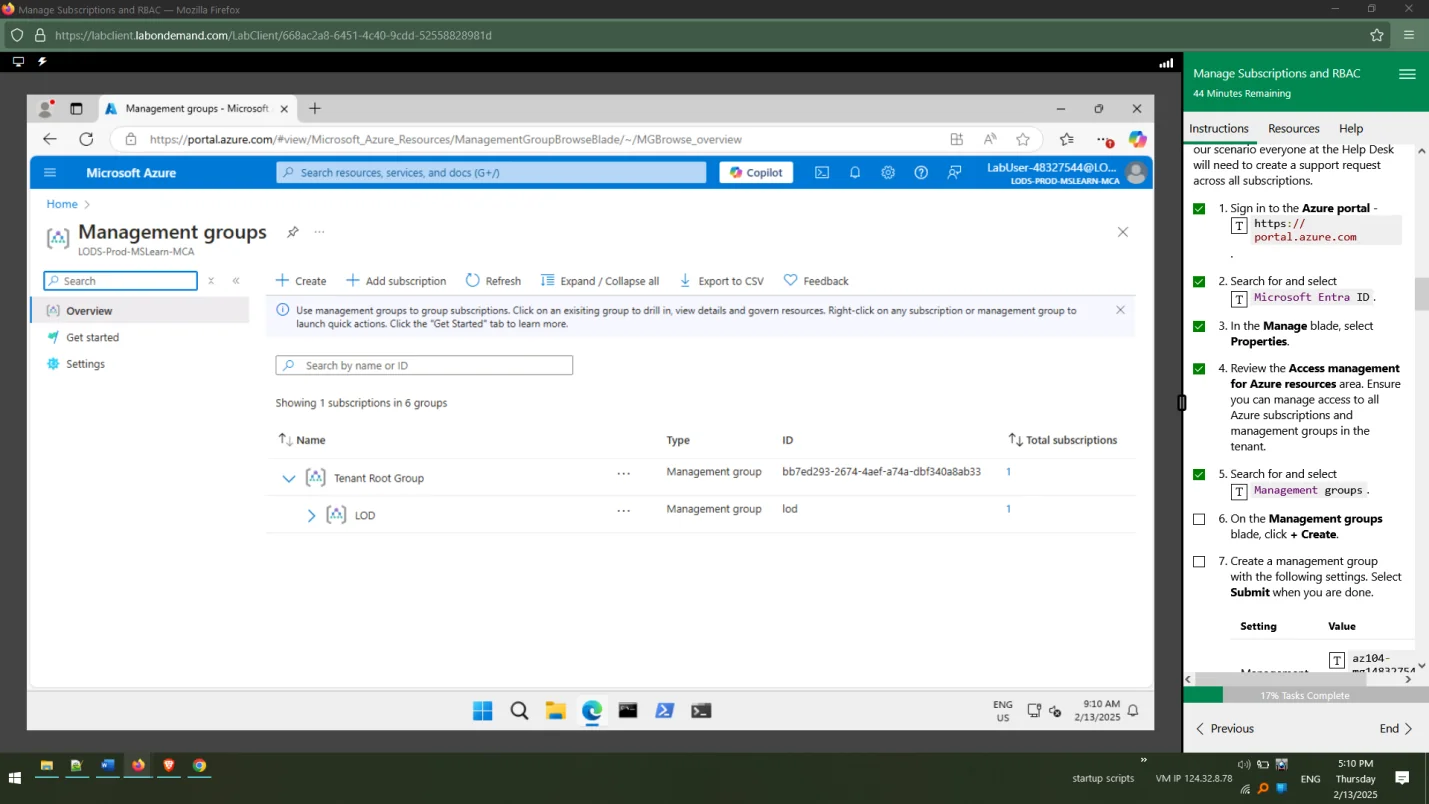 Manage Subscriptions and RBAC — Mozilla Firefox
https://labclient.labondemand.com/LabClient/668ac2a8-6451-4c40-9cdd-52558828981d
Management groups - Microsoft
https://portal.azure.com/#view/Microsoft_Azure_Resources/ManagementGroupBrowseBlade/~/MGBrowse_overview
Microsoft Azure
Search resources, services, and docs (G+/)
Copilot
LabUser-48327544@LO...
LODS-PROD-MSLEARN-MCA
Home
Management groups
LODS-Prod-MSLearn-MCA
Search
Overview
Get started
Settings
Create
Add subscription
Refresh
Expand / Collapse all
Export to CSV
Feedback
Use management groups to group subscriptions. Click on an exisiting group to drill in, view details and govern resources. Right-click on any subscription or management group to
launch quick actions. Click the "Get Started" tab to learn more.
Search by name or ID
Showing 1 subscriptions in 6 groups
Name Type ID Total subscriptions
Tenant Root Group ... Management group bb7ed293-2674-4aef-a74a-dbf340a8ab33 1
LOD ... Management group lod 1
ENG
US
9:10 AM
2/13/2025
Manage Subscriptions and RBAC
44 Minutes Remaining
Instructions Resources Help
our scenario everyone at the Help Desk
will need to create a support request
across all subscriptions.
1. Sign in to the Azure portal -
T https://
portal.azure.com
.
2. Search for and select
T Microsoft Entra ID.
3. In the Manage blade, select
Properties.
4. Review the Access management
for Azure resources area. Ensure
you can manage access to all
Azure subscriptions and
management groups in the
tenant.
5. Search for and select
T Management groups.
6. On the Management groups
blade, click + Create.
7. Create a management group
with the following settings. Select
Submit when you are done.
Setting Value
T az104-
Management mg14832754
17% Tasks Complete
Previous
End
startup scripts
VM IP 124.32.8.78
ENG
5:10 PM
Thursday
2/13/2025